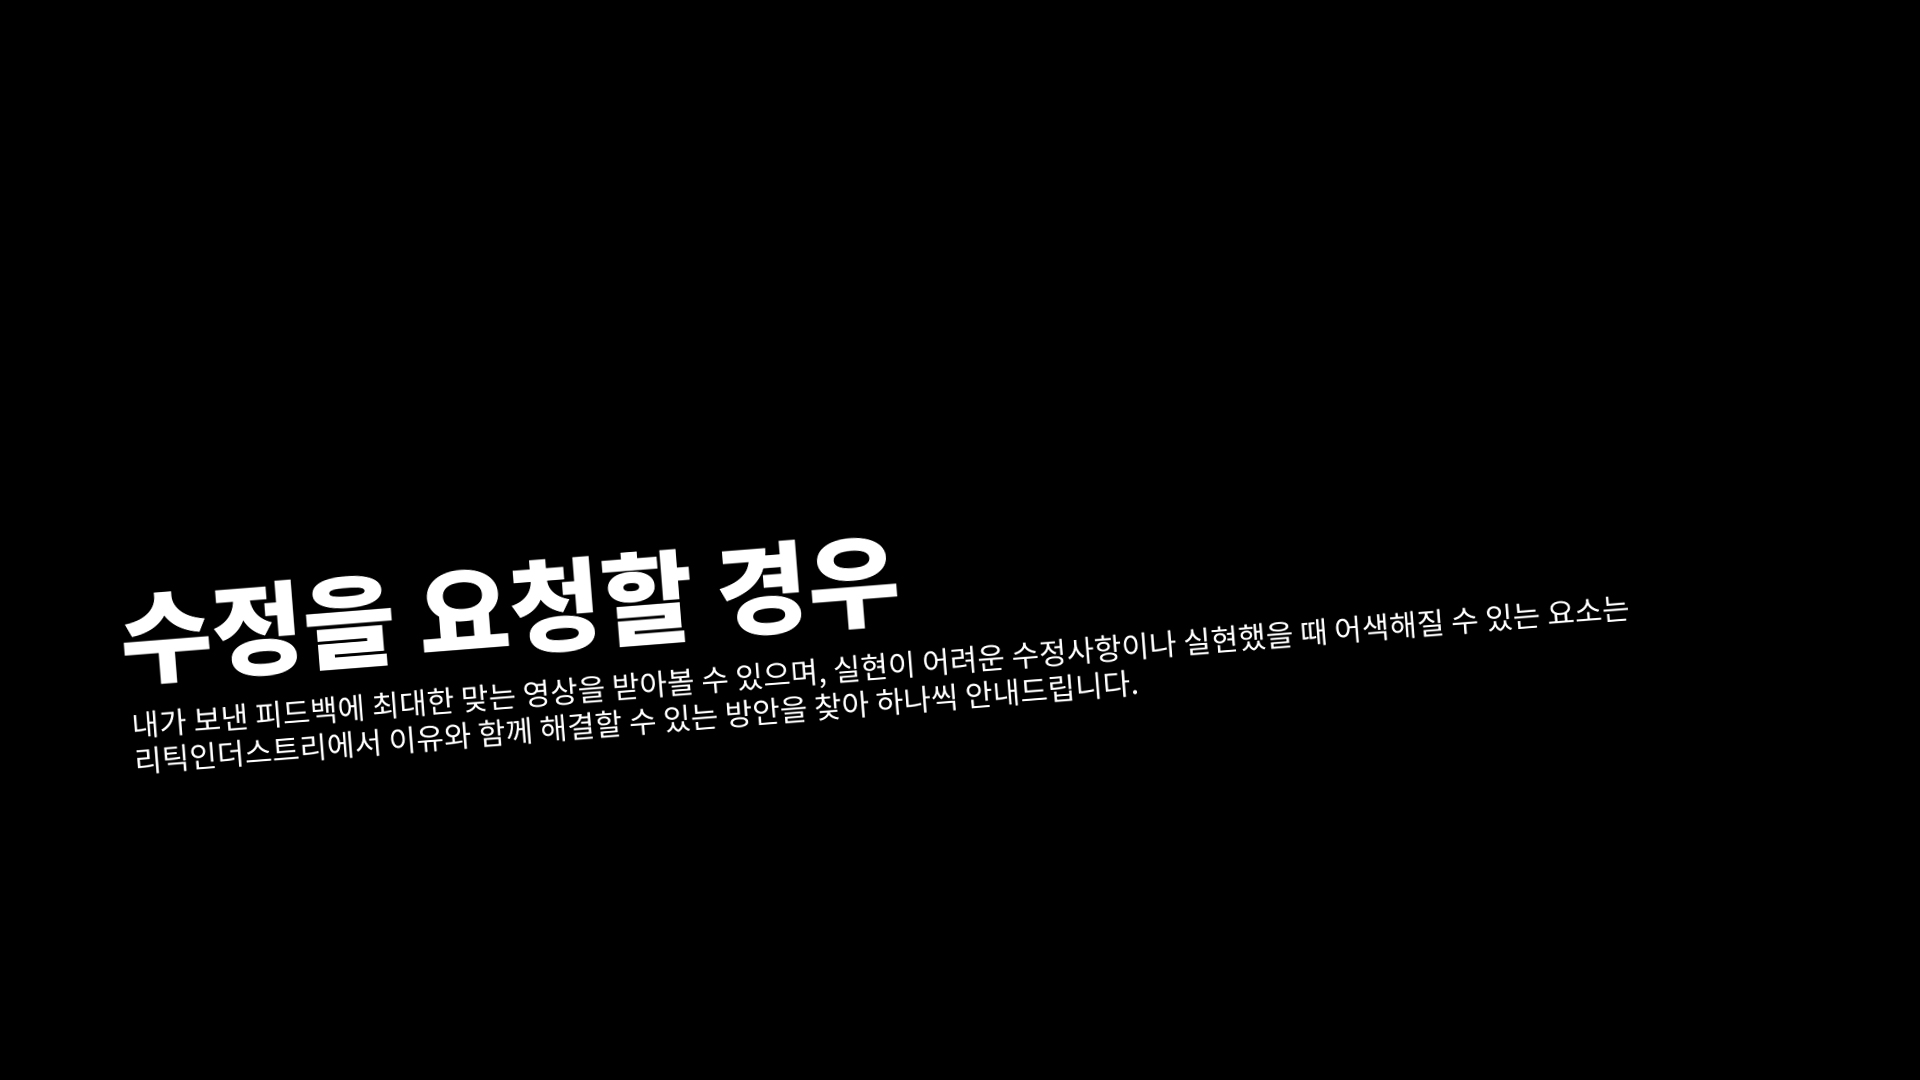 수정을 요청할 경우
내가 보낸 피드백에 최대한 맞는 영상을 받아볼 수 있으며, 실현이 어려운 수정사항이나 실현했을 때 어색해질 수 있는 요소는
리틱인더스트리에서 이유와 함께 해결할 수 있는 방안을 찾아 하나씩 안내드립니다.